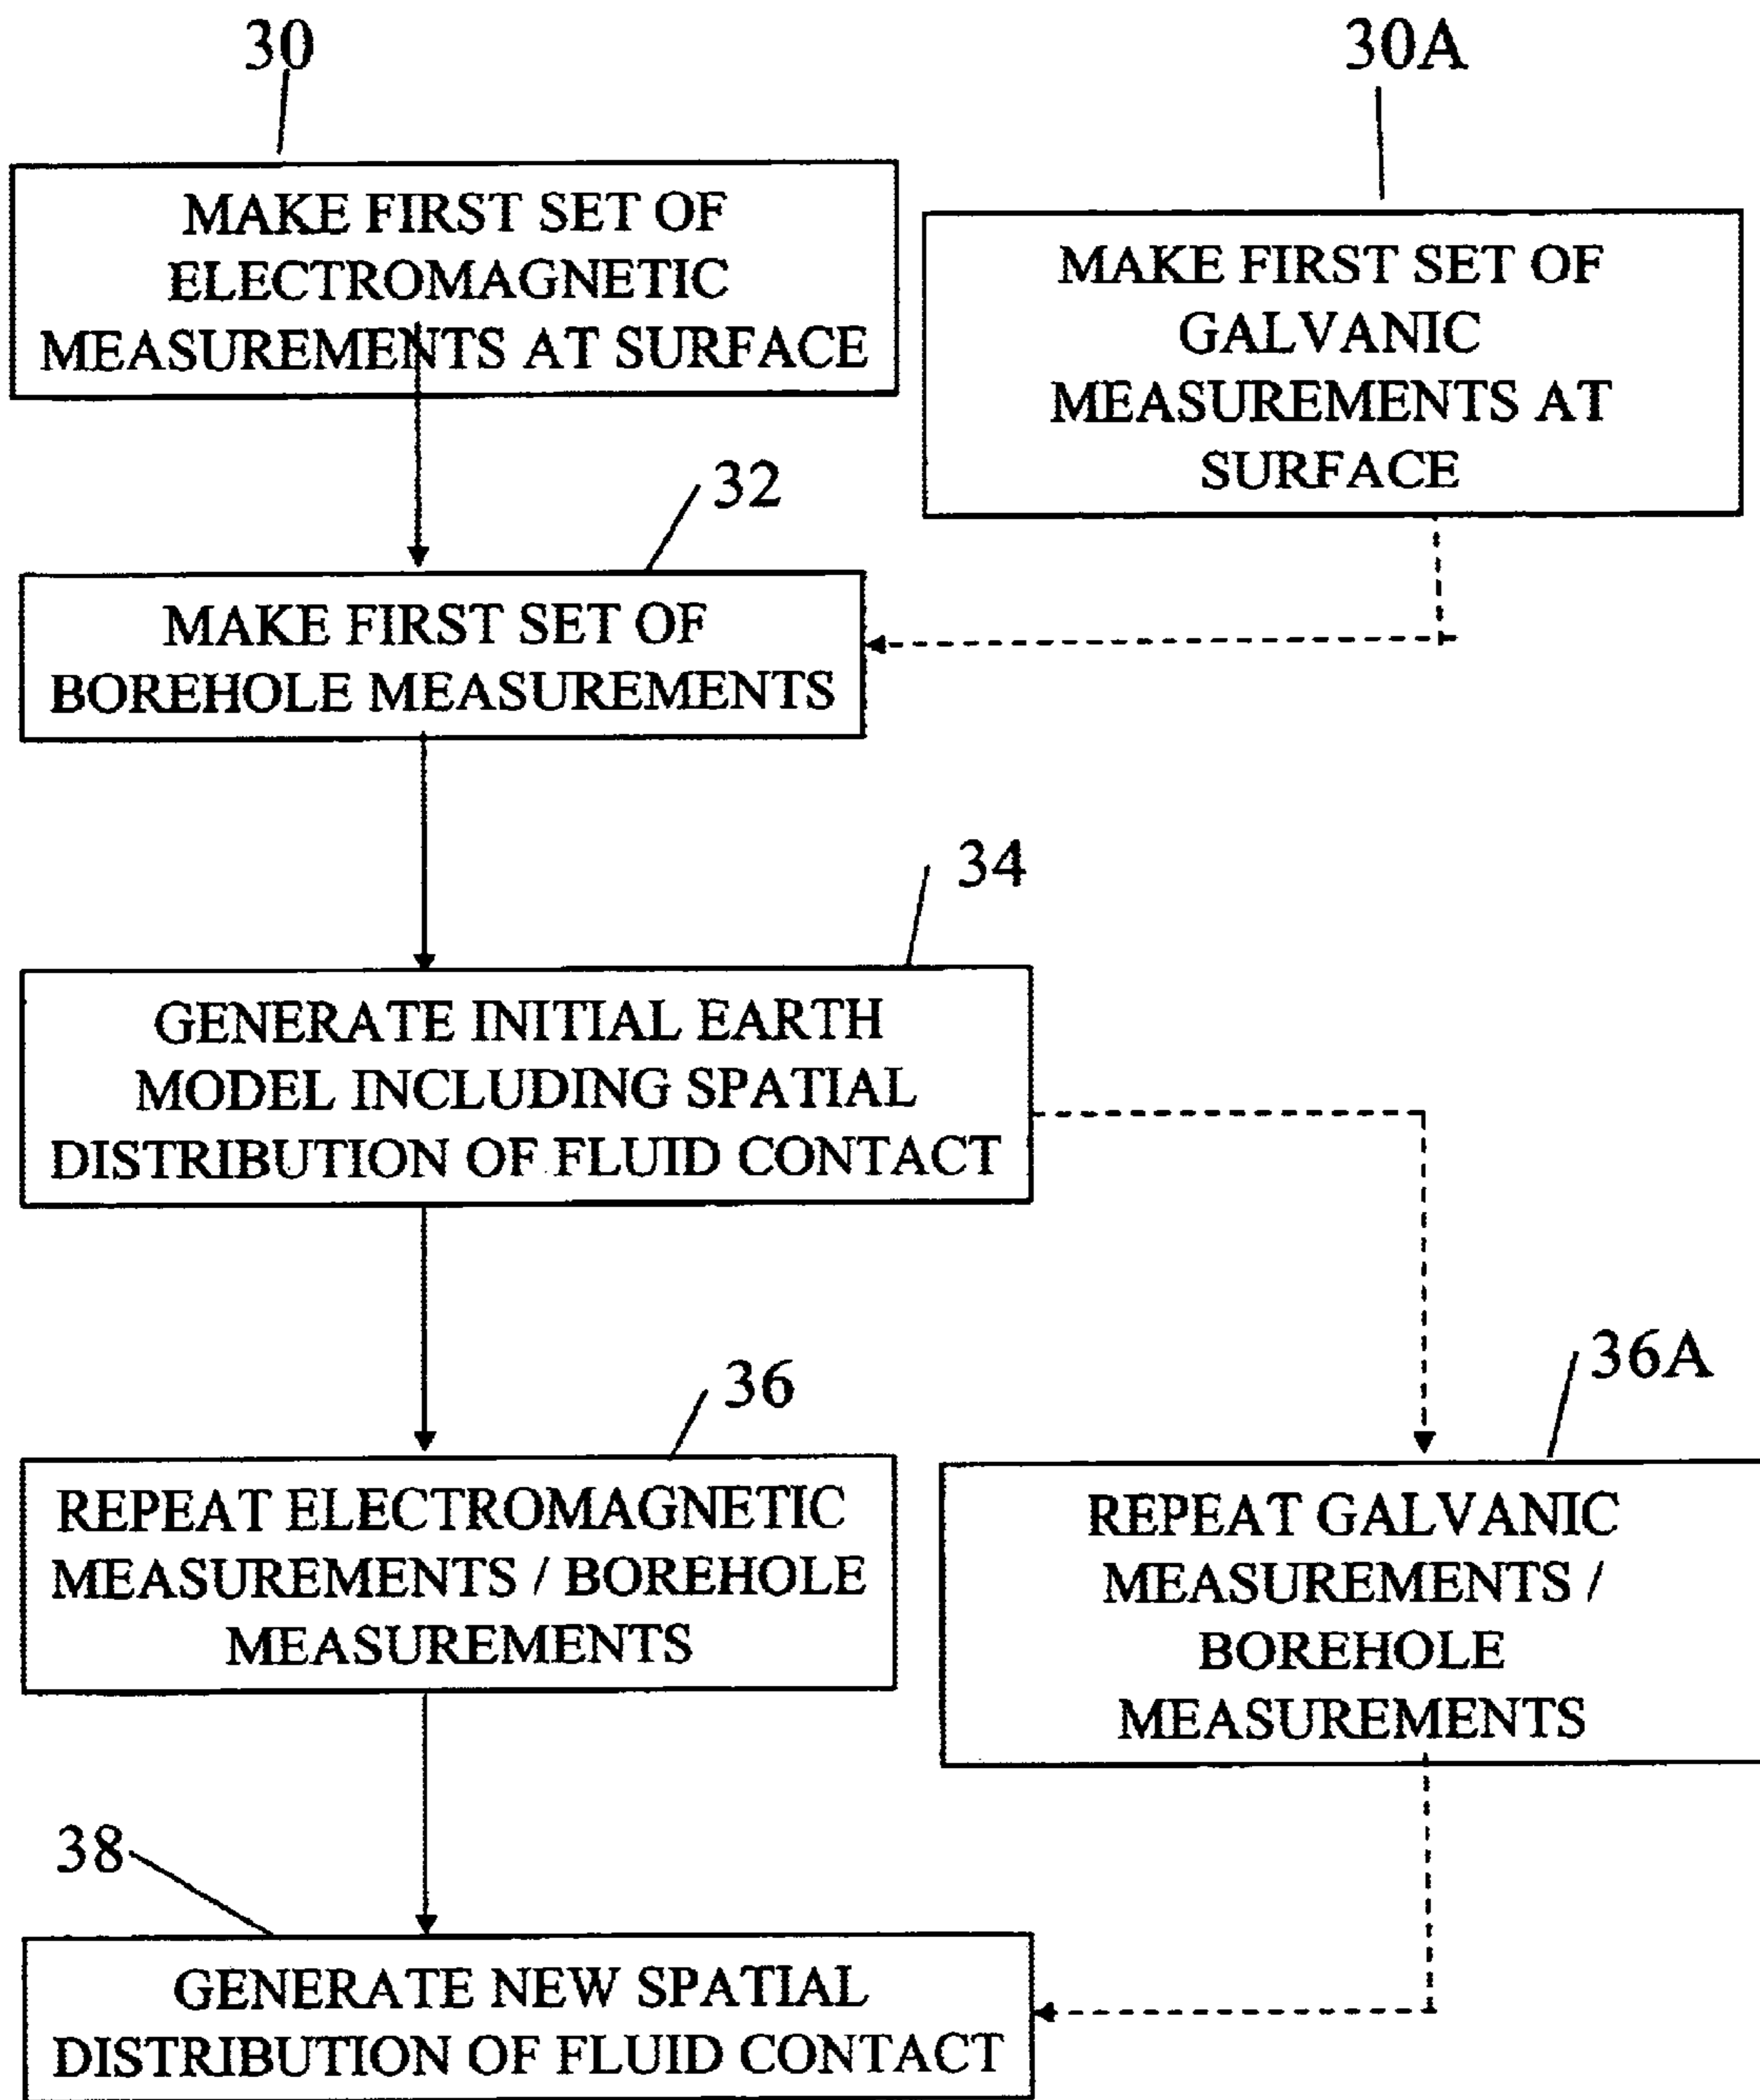 30
30A
MAKE FIRST SET OF
ELECTROMAGNETIC
MEASUREMENTS AT SURFACE
MAKE FIRST SET OF
GALVANIC
MEASUREMENTS AT
SURFACE
32
MAKE FIRST SET OF
BOREHOLE MEASUREMENTS
34
GENERATE INITIAL EARTH
MODEL INCLUDING SPATIAL
DISTRIBUTION OF FLUID CONTACT
36
36A
REPEAT ELECTROMAGNETIC
MEASUREMENTS / BOREHOLE
MEASUREMENTS
REPEAT GALVANIC
MEASUREMENTS /
BOREHOLE
MEASUREMENTS
38
GENERATE NEW SPATIAL
DISTRIBUTION OF FLUID CONTACT